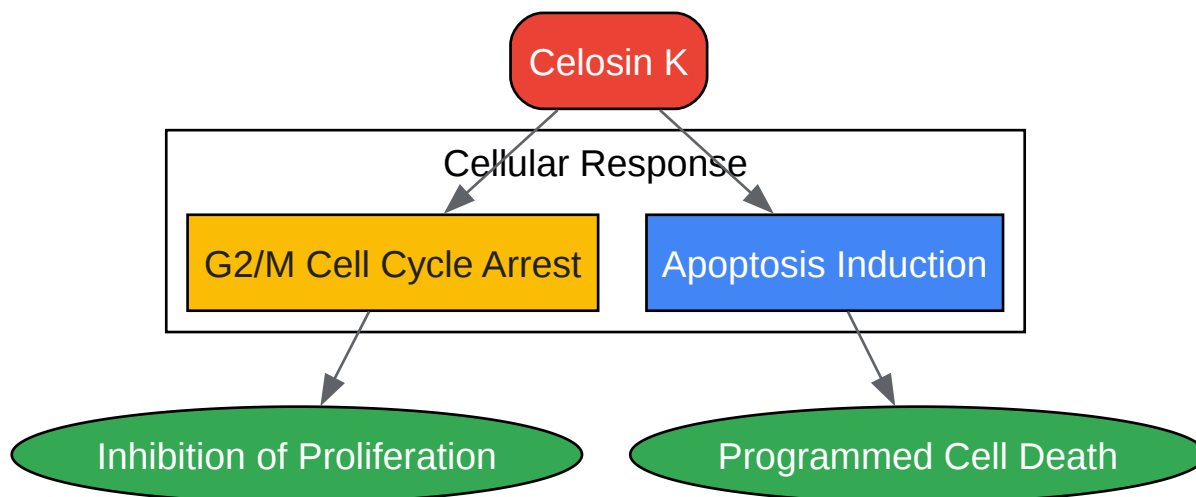 Celosin K
Cellular Response
G2/M Cell Cycle Arrest
Apoptosis Induction
Inhibition of Proliferation
Programmed Cell Death